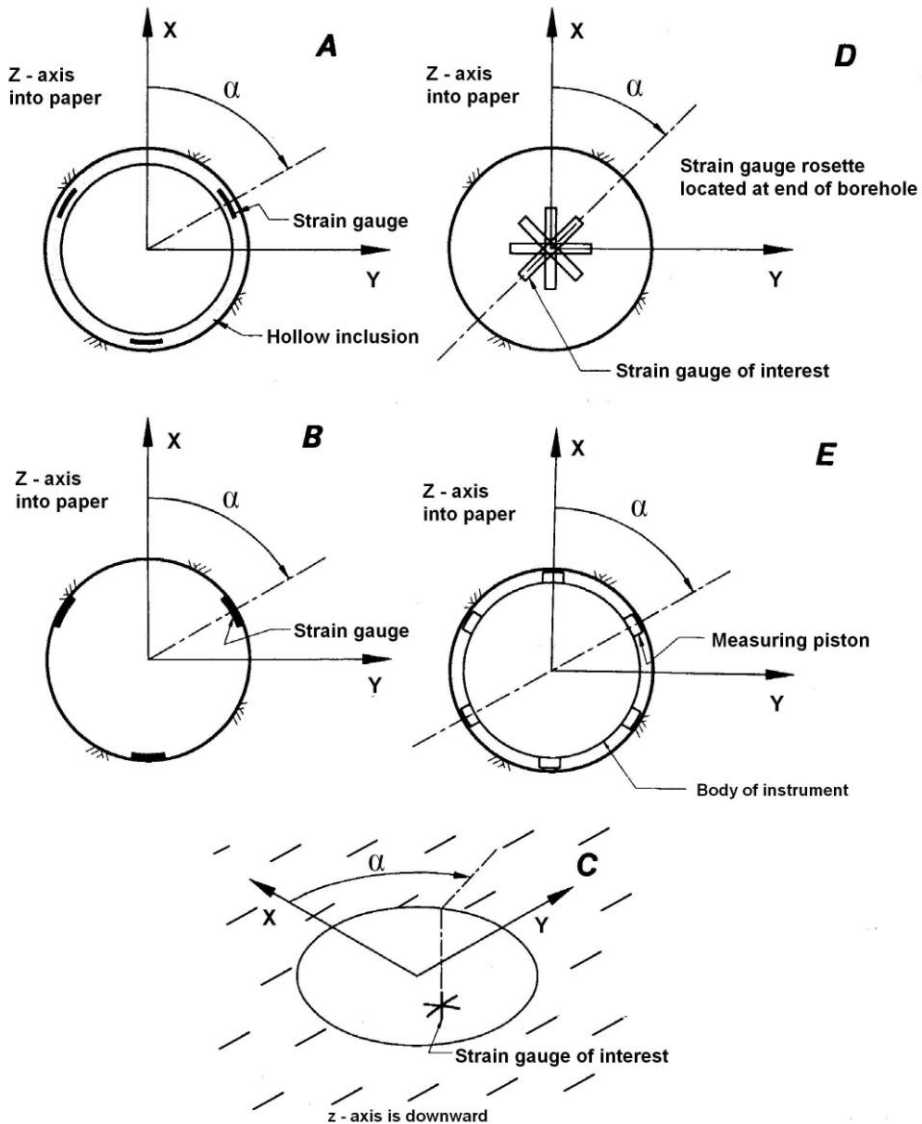 X
A
Z - axis
into paper
α
Strain gauge
Y
Hollow inclusion
X
D
Z - axis
into paper
α
Strain gauge rosette
located at end of borehole
Y
Strain gauge of interest
X
B
Z - axis
into paper
α
Strain gauge
Y
X
E
Z - axis
into paper
α
Measuring piston
Y
Body of instrument
α
C
X
Y
Strain gauge of interest
z - axis is downward